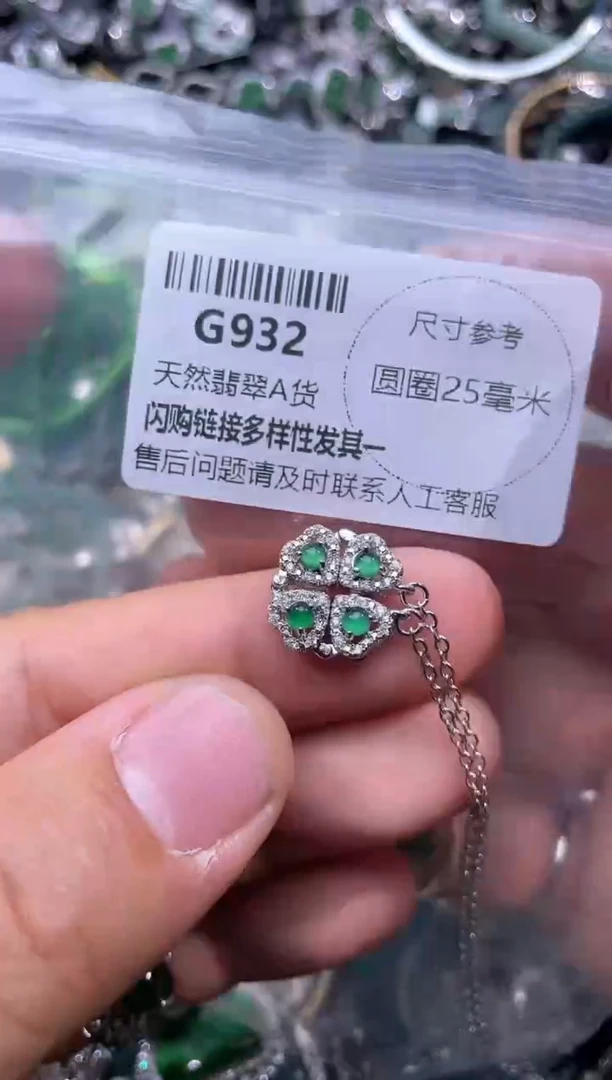 G932
天然翡翠A货
闪购链接多样性发其一
售后问题请及时联系人工客服
尺寸参考
圆圈25毫米